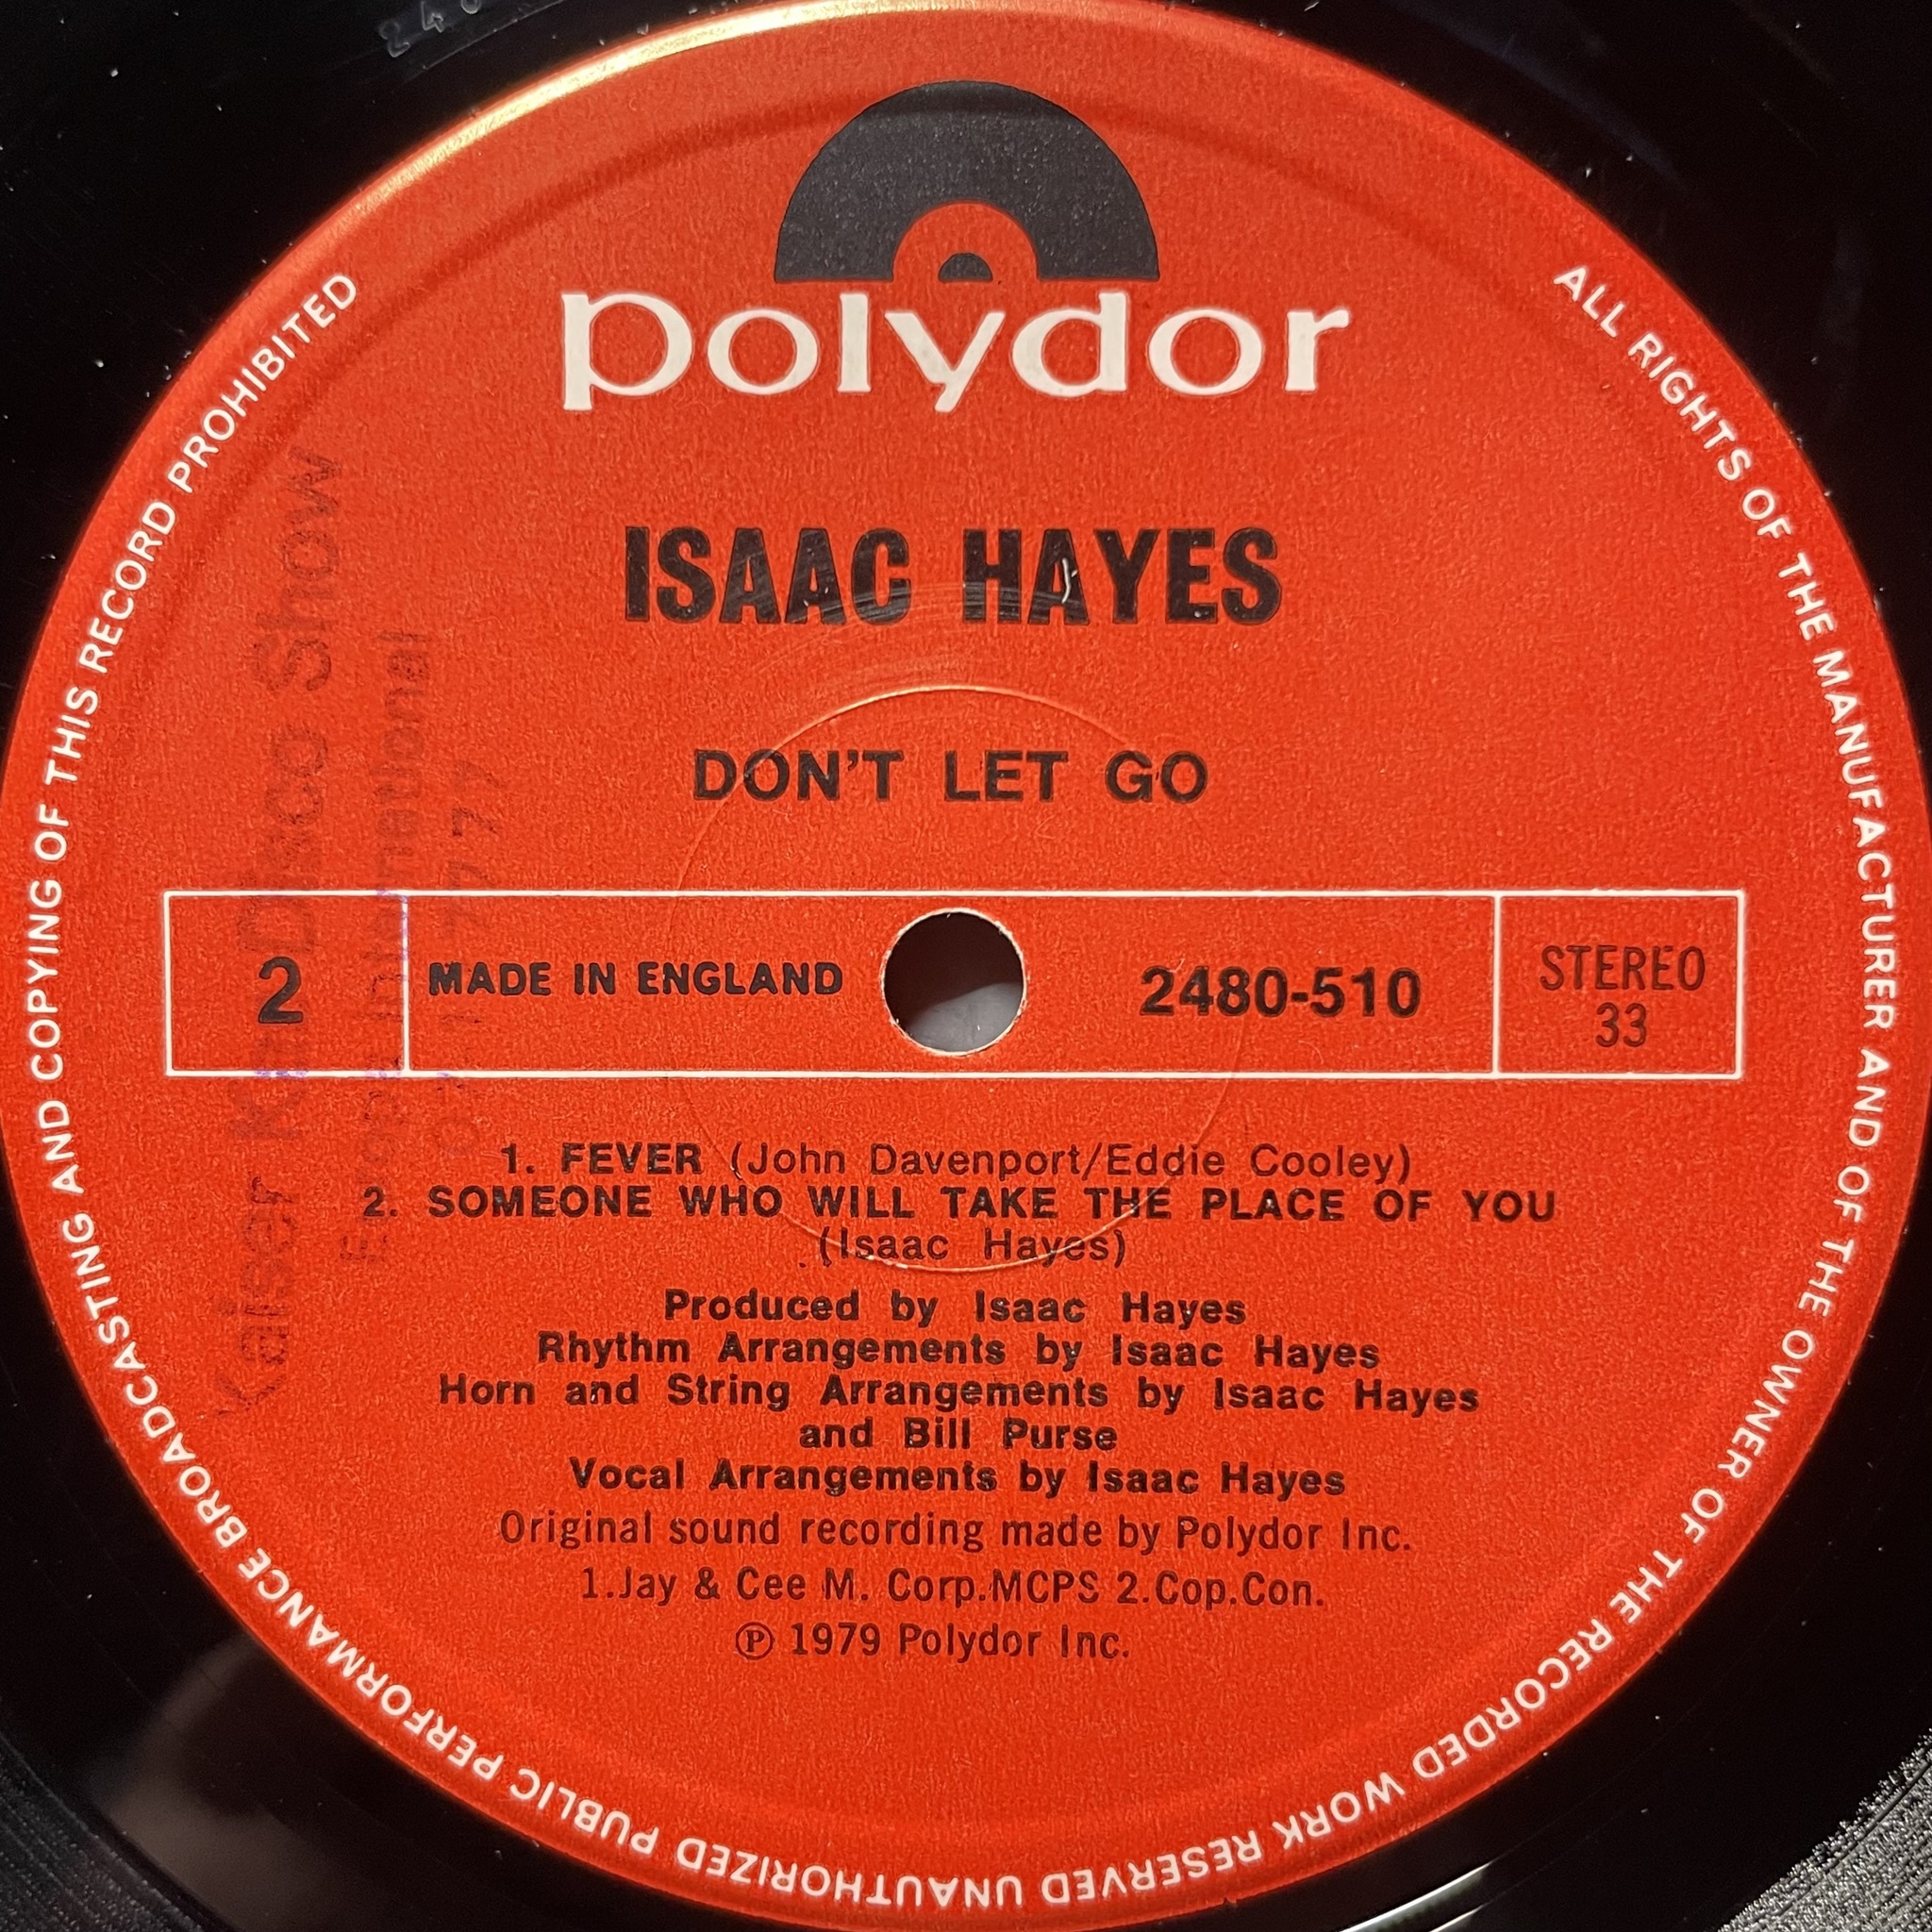 polydor
ISAAC HAYES
DON'T LET GO
2
MADE IN ENGLAND
2480-510
STEREO
33
1. FEVER (John Davenport/Eddie Cooley)
2. SOMEONE WHO WILL TAKE THE PLACE OF YOU
(Isaac Hayes)
Produced by Isaac Hayes
Rhythm Arrangements by Isaac Hayes
Horn and String Arrangements by Isaac Hayes
and Bill Purse
Vocal Arrangements by Isaac Hayes
Original sound recording made by Polydor Inc.
1.Jay & Cee M. Corp.MCPS 2.Cop.Con.
℗ 1979 Polydor Inc.
ALL RIGHTS OF THE MANUFACTURER AND OF THE OWNER OF THE RECORDED WORK RESERVED UNAUTHORIZED PUBLIC PERFORMANCE BROADCASTING AND COPYING OF THIS RECORD PROHIBITED
Kaiser Disco Show
International